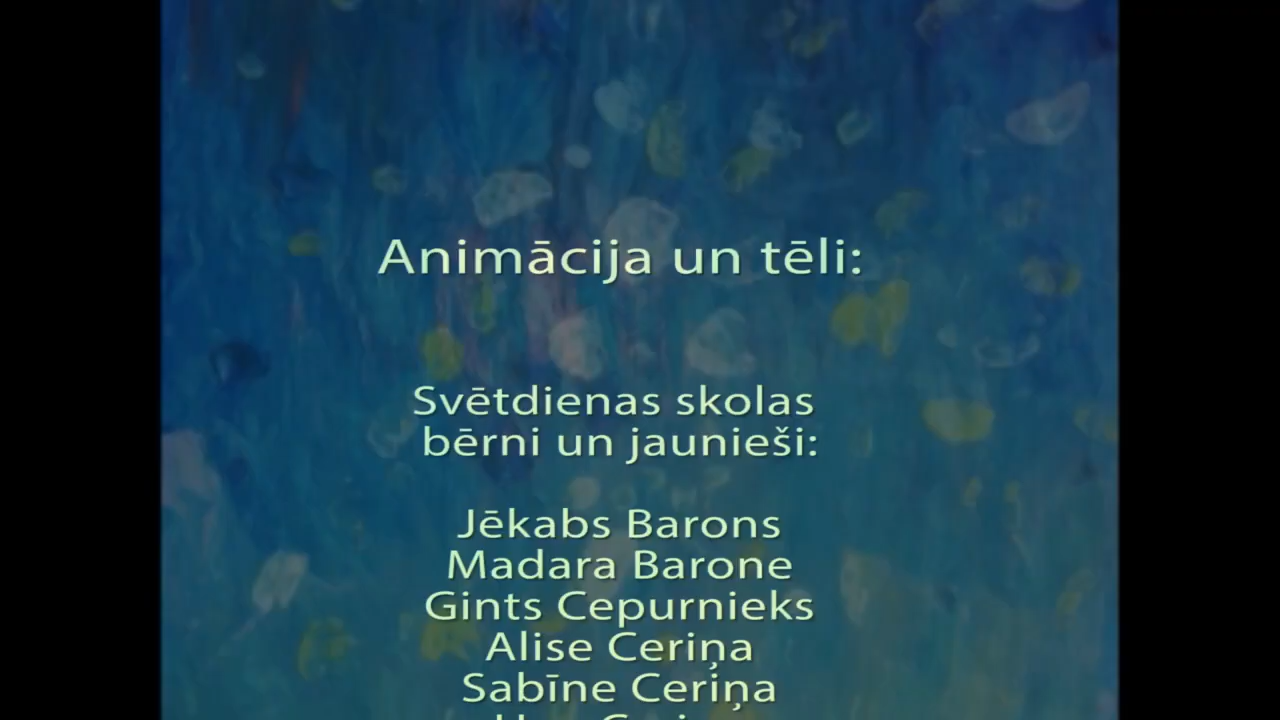 Animācija un tēli:
Svētdienas skolas
bērni un jaunieši:
Jēkabs Barons
Madara Barone
Gints Cepurnieks
Alise Ceriņa
Sabīne Ceriņa